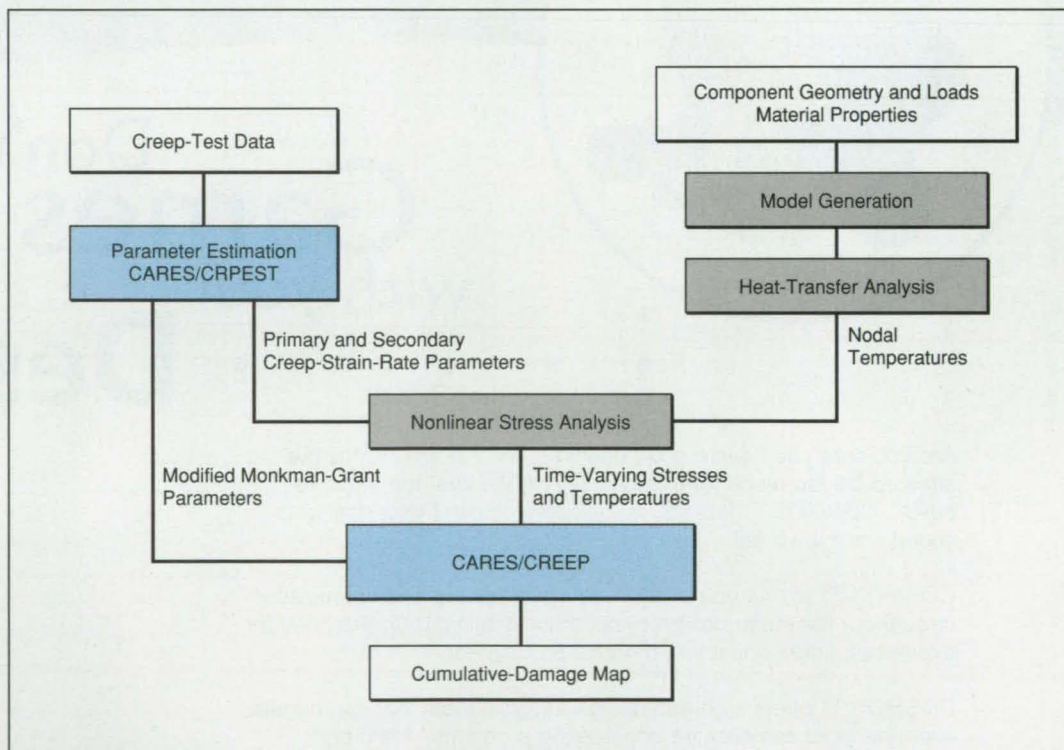 Component Geometry and Loads
Material Properties
Creep-Test Data
Model Generation
Parameter Estimation
CARES/CRPEST
Heat-Transfer Analysis
Primary and Secondary
Creep-Strain-Rate Parameters
Nodal
Temperatures
Nonlinear Stress Analysis
Modified Monkman-Grant
Parameters
Time-Varying Stresses
and Temperatures
CARES/CREEP
Cumulative-Damage Map